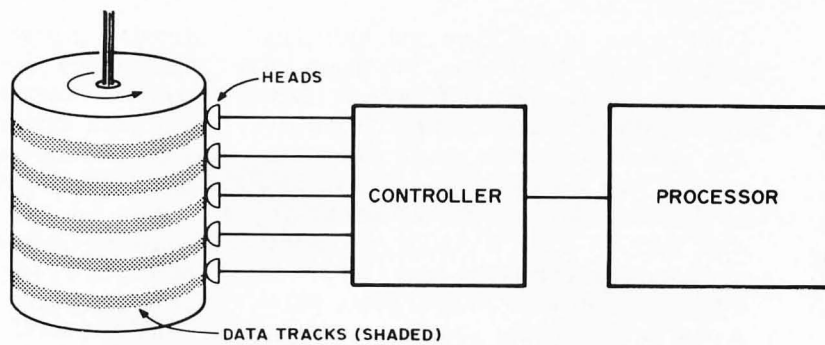 HEADS
CONTROLLER
PROCESSOR
DATA TRACKS (SHADED)